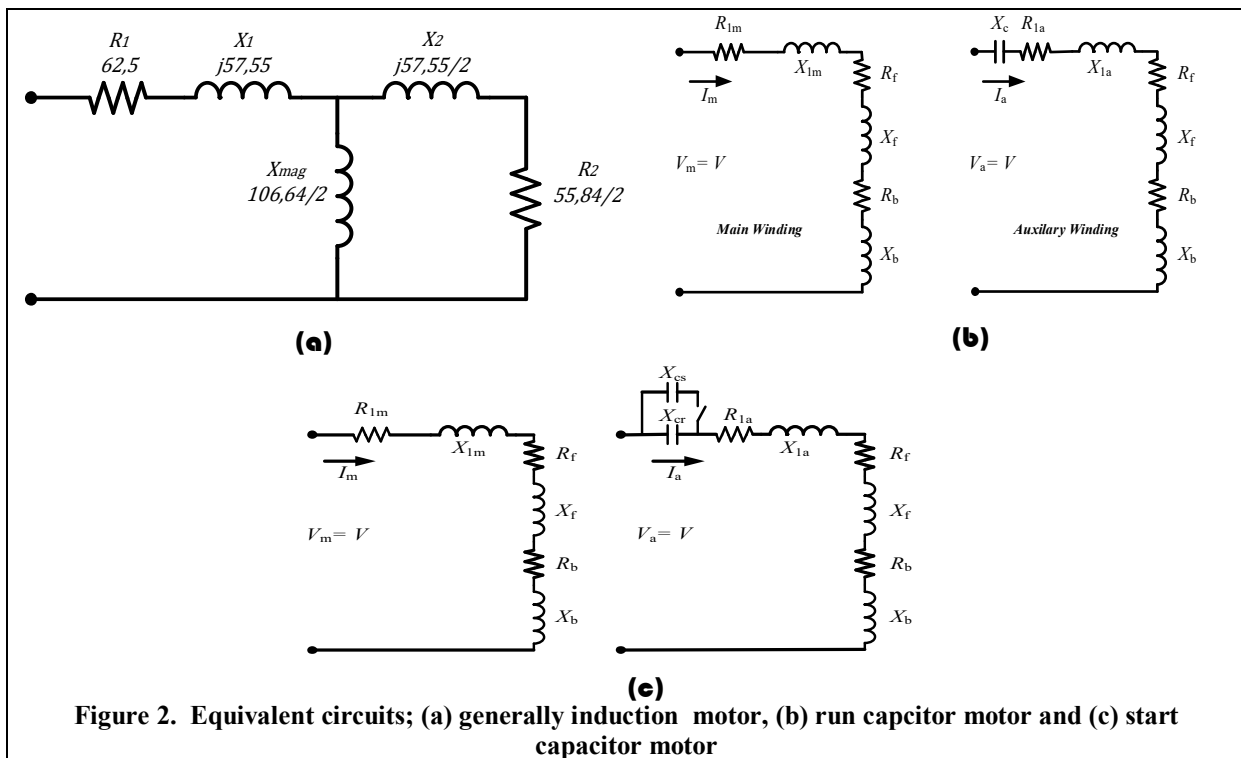 R1
62,5
X1
j57,55
X2
j57,55/2
Xmag
106,64/2
R2
55,84/2
(a)
R1m
X1m
Im
Rf
Xf
Vm= V
Rb
Main Winding
Xb
Xc
R1a
X1a
Ia
Rf
Xf
Va= V
Rb
Auxilary Winding
Xb
(b)
R1m
X1m
Im
Rf
Xf
Vm= V
Rb
Xb
Xcs
Xcr
R1a
X1a
Ia
Rf
Xf
Va= V
Rb
Xb
(c)
Figure 2. Equivalent circuits; (a) generally induction motor, (b) run capcitor motor and (c) start
capacitor motor